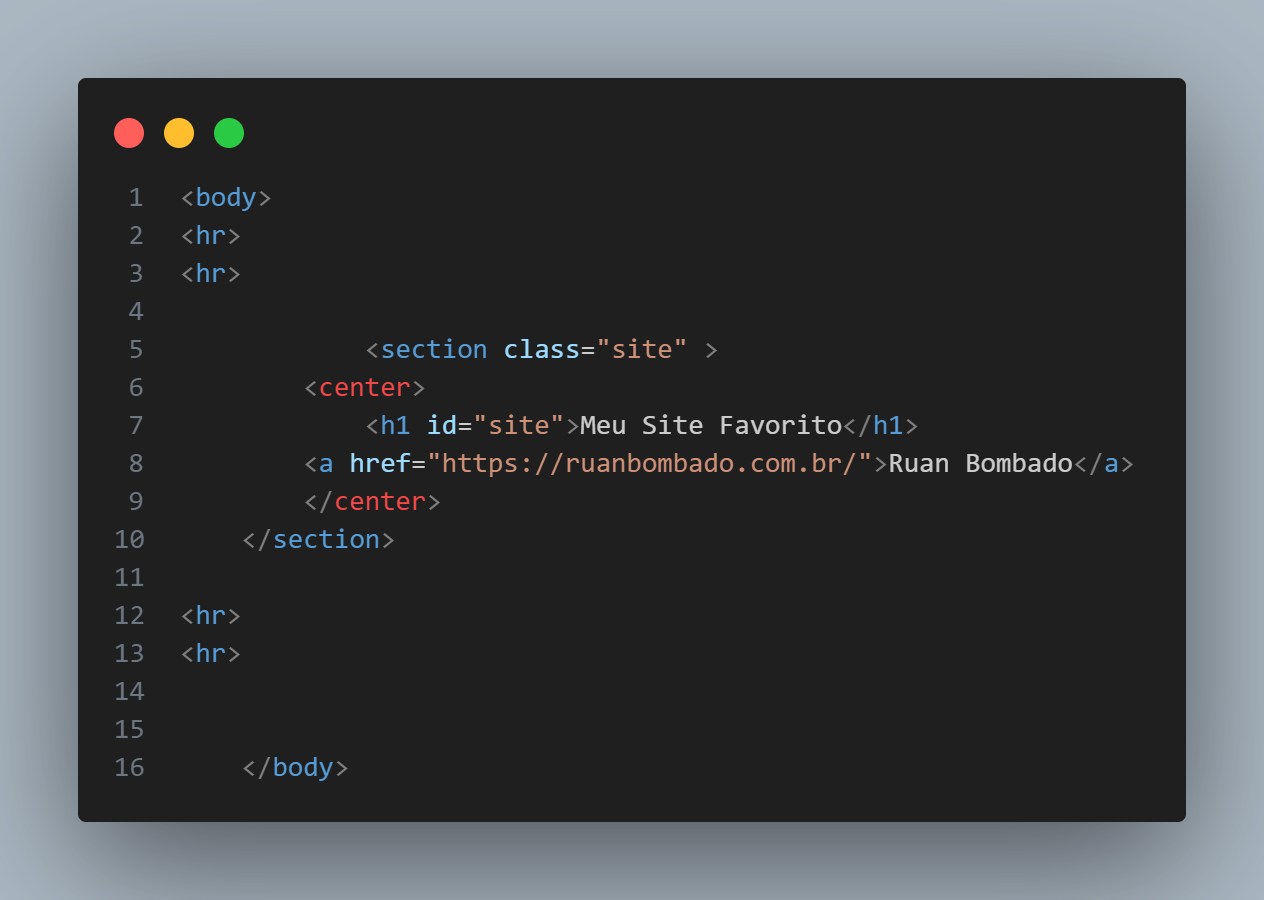 1 <body>
2 <hr>
3 <hr>
4
5 <section class="site" >
6 <center>
7 <h1 id="site">Meu Site Favorito</h1>
8 <a href="https://ruanbombado.com.br/">Ruan Bombado</a>
9 </center>
10 </section>
11
12 <hr>
13 <hr>
14
15
16 </body>